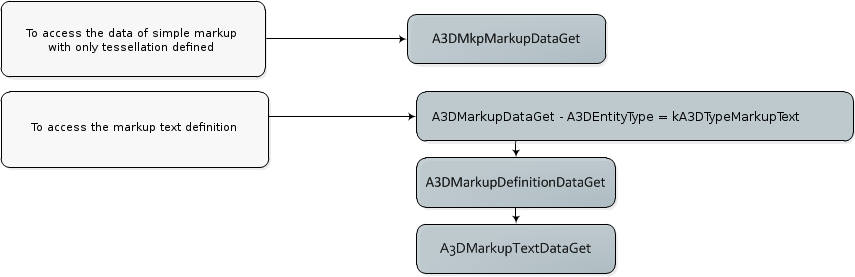 To access the data of simple markup
with only tessellation defined
A3DMkpMarkupDataGet
To access the markup text definition
A3DMarkupDataGet - A3DEntityType = kA3DTypeMarkupText
A3DMarkupDefinitionDataGet
A3DMarkupTextDataGet